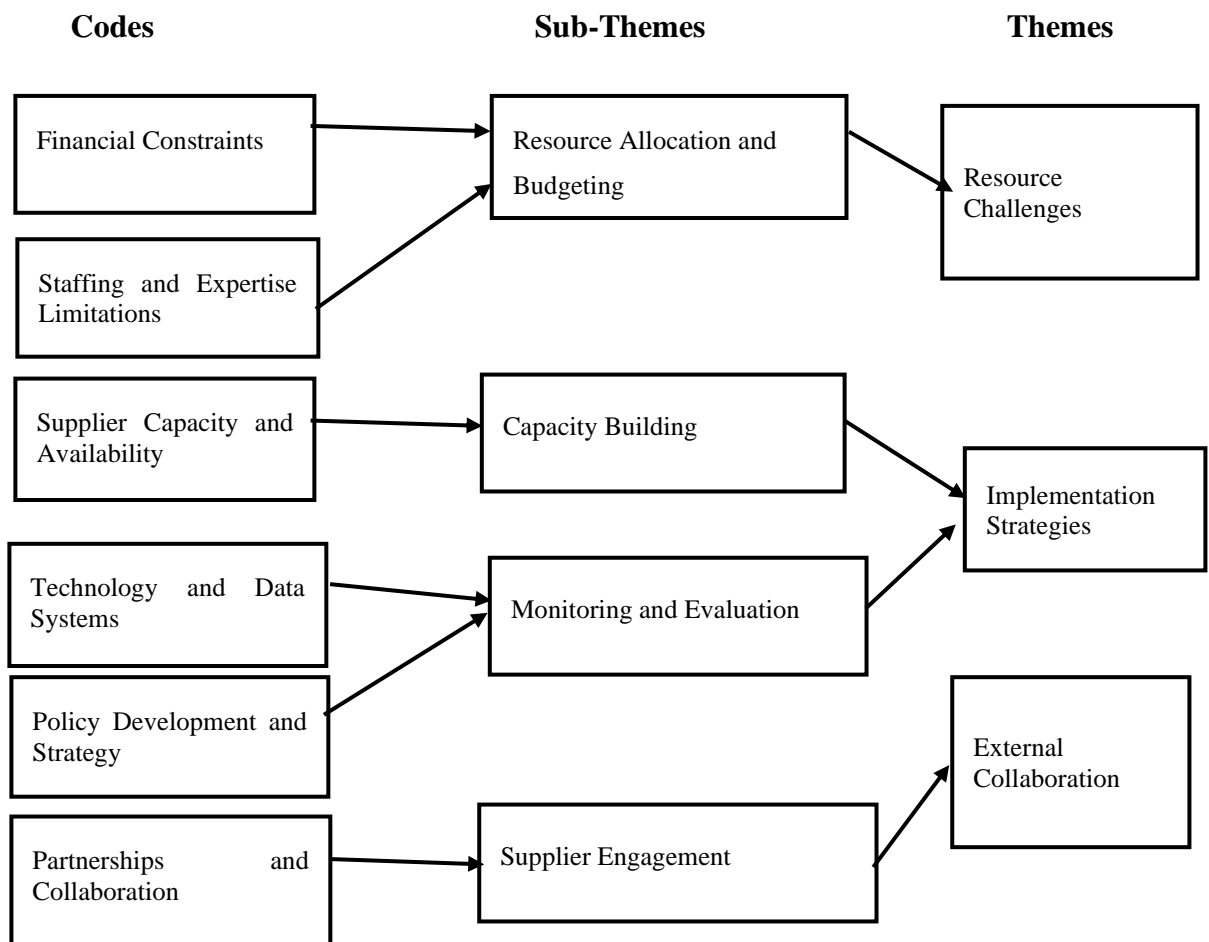 Codes
Sub-Themes
Themes
Financial Constraints
Resource Allocation and
Budgeting
Resource
Challenges
Staffing and Expertise
Limitations
Supplier Capacity and
Availability
Capacity Building
Implementation
Strategies
Technology and Data
Systems
Monitoring and Evaluation
Policy Development and
Strategy
External
Collaboration
Partnerships and
Collaboration
Supplier Engagement